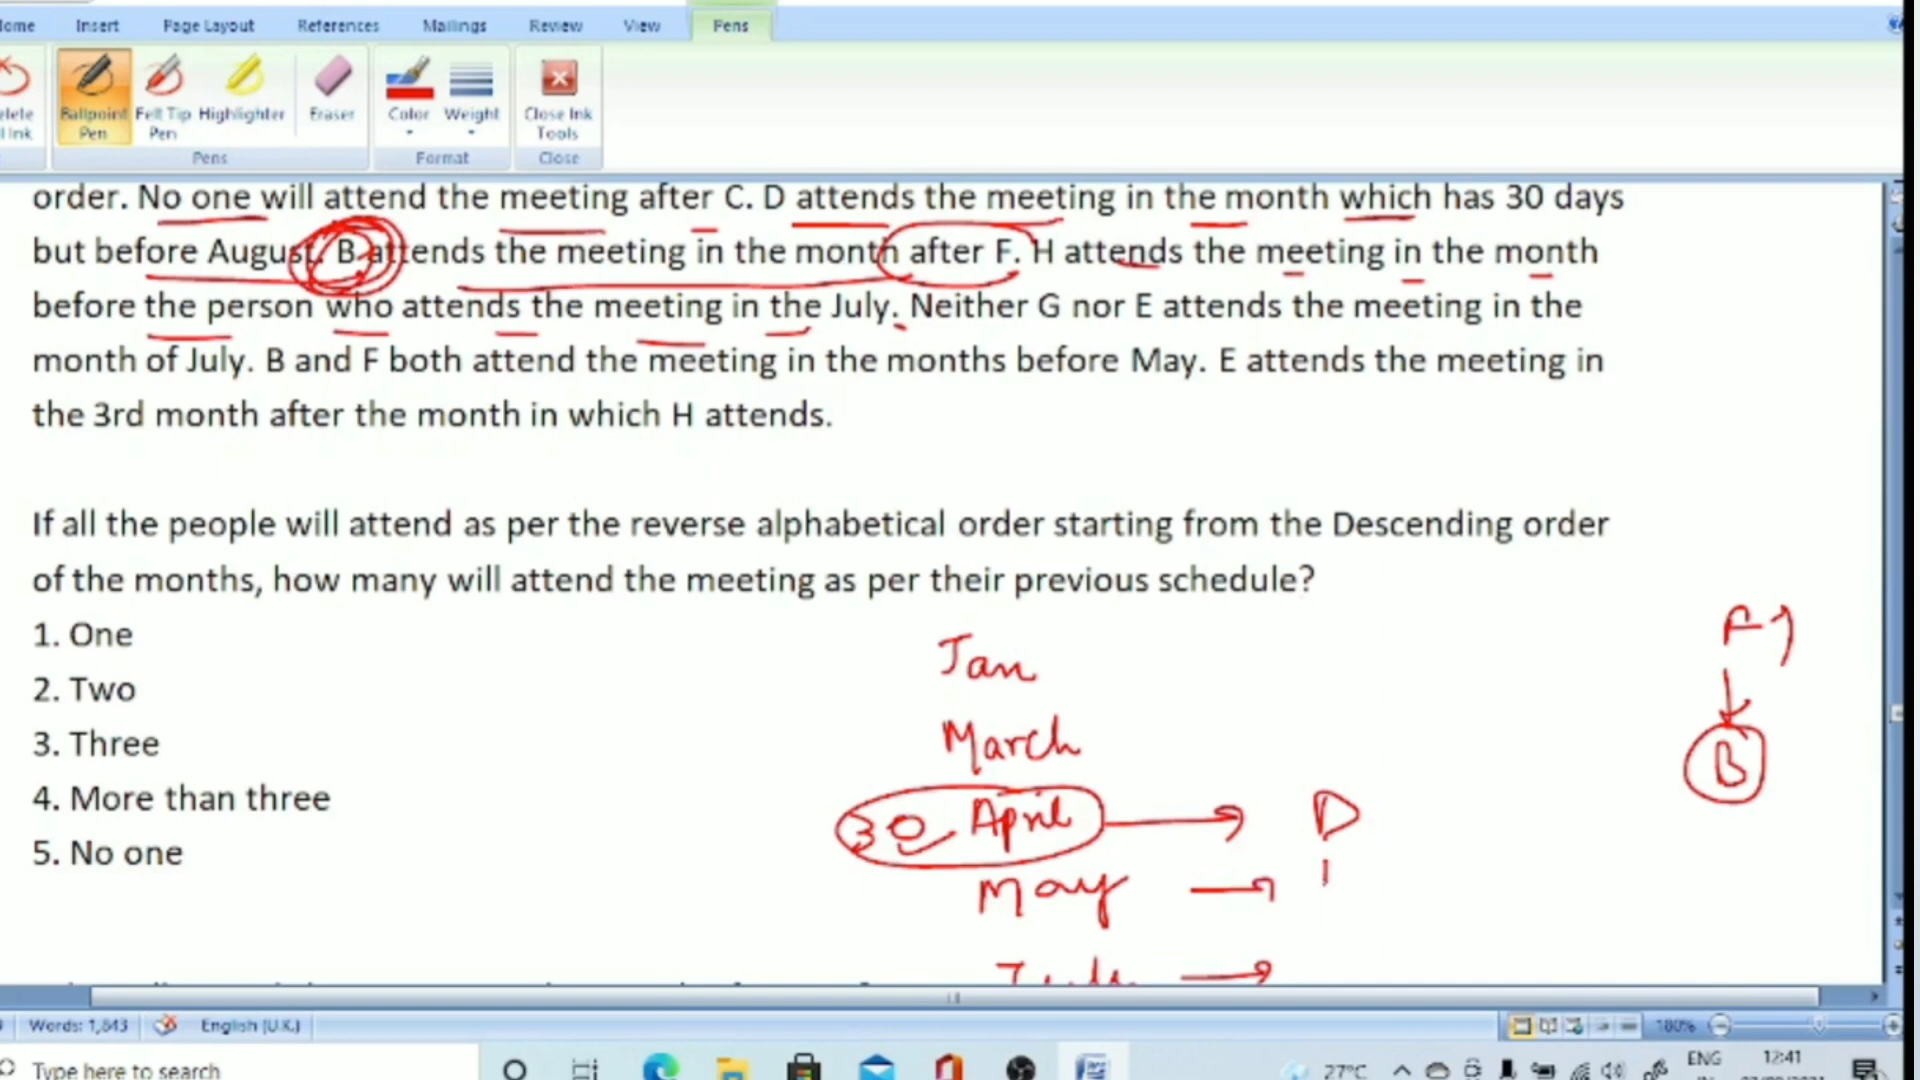 Insert Page Layout References Mailings Review View Pens
Ballpoint Pen Felt Tip Pen Highlighter Eraser Color Weight Close Ink Tools
Pens Format Close
order. No one will attend the meeting after C. D attends the meeting in the month which has 30 days
but before August. B attends the meeting in the month after F. H attends the meeting in the month
before the person who attends the meeting in the July. Neither G nor E attends the meeting in the
month of July. B and F both attend the meeting in the months before May. E attends the meeting in
the 3rd month after the month in which H attends.
If all the people will attend as per the reverse alphabetical order starting from the Descending order
of the months, how many will attend the meeting as per their previous schedule?
1. One
2. Two
3. Three
4. More than three
5. No one
Jan
March
30 April D
May
F
B
Words: 1,843 English (U.K.) 180%
Type here to search 27°C ENG 12:41